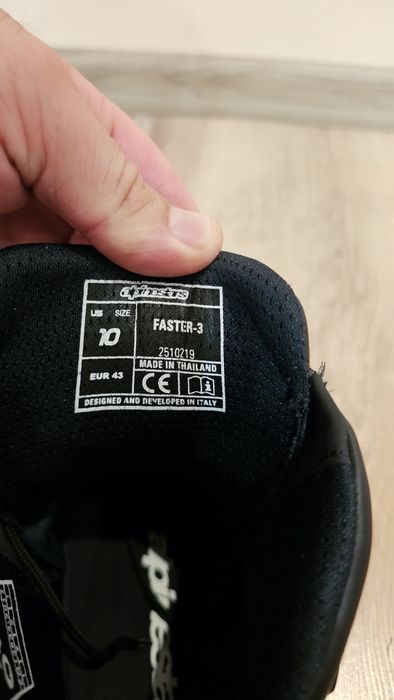 alpinestars
US SIZE
10
FASTER-3
2510219
EUR 43
MADE IN THAILAND
CE
DESIGNED AND DEVELOPED IN ITALY